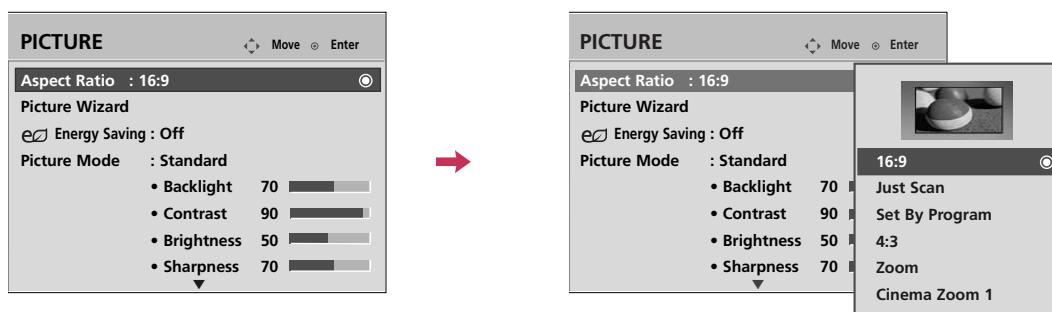 PICTURE
Move Enter
Aspect Ratio : 16:9
Picture Wizard
Energy Saving : Off
Picture Mode : Standard
• Backlight 70
• Contrast 90
• Brightness 50
• Sharpness 70
PICTURE
Move Enter
Aspect Ratio : 16:9
Picture Wizard
Energy Saving : Off
Picture Mode : Standard
• Backlight 70
• Contrast 90
• Brightness 50
• Sharpness 70
16:9
Just Scan
Set By Program
4:3
Zoom
Cinema Zoom 1